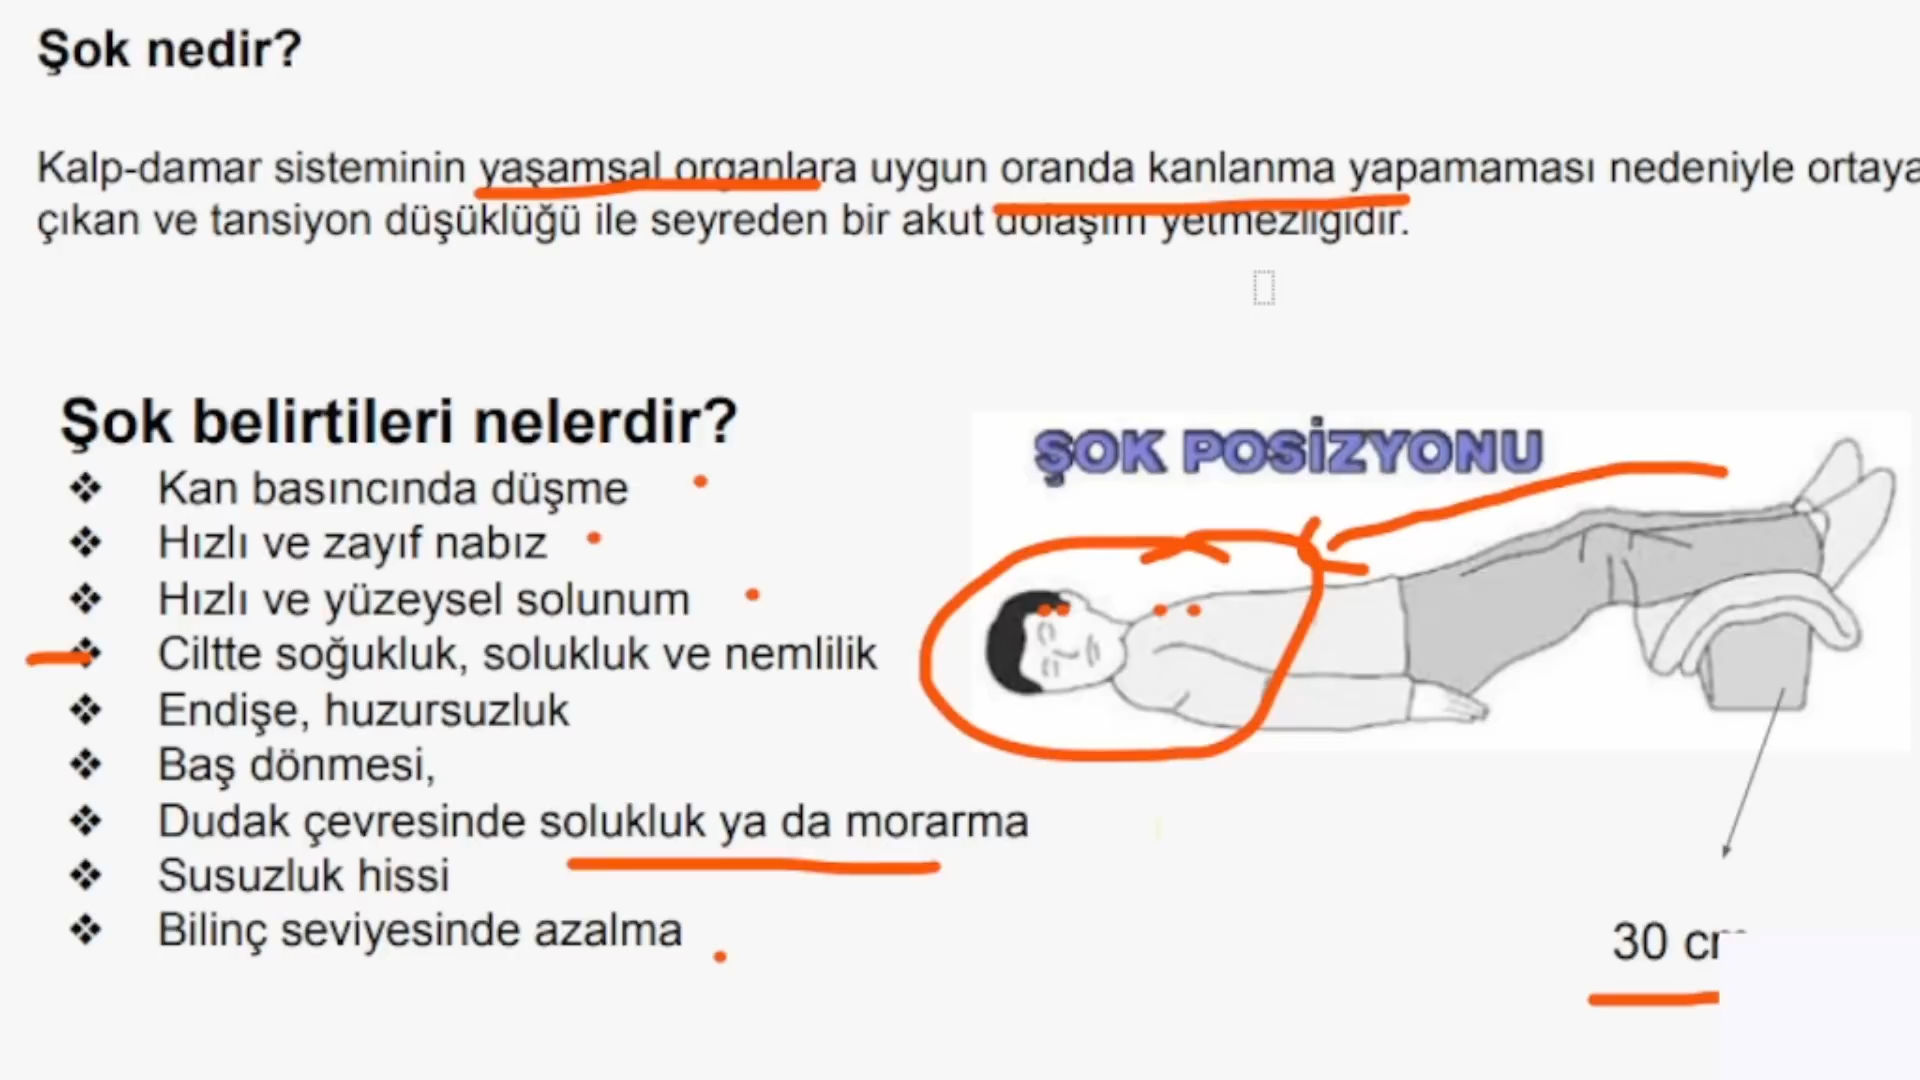 Şok nedir?
Kalp-damar sisteminin yaşamsal organlara uygun oranda kanlanma yapamaması nedeniyle ortaya
çıkan ve tansiyon düşüklüğü ile seyreden bir akut dolaşım yetmezliğidir.
Şok belirtileri nelerdir?
❖ Kan basıncında düşme
❖ Hızlı ve zayıf nabız
❖ Hızlı ve yüzeysel solunum
❖ Ciltte soğukluk, solukluk ve nemlilik
❖ Endişe, huzursuzluk
❖ Baş dönmesi,
❖ Dudak çevresinde solukluk ya da morarma
❖ Susuzluk hissi
❖ Bilinç seviyesinde azalma
ŞOK POSİZYONU
30